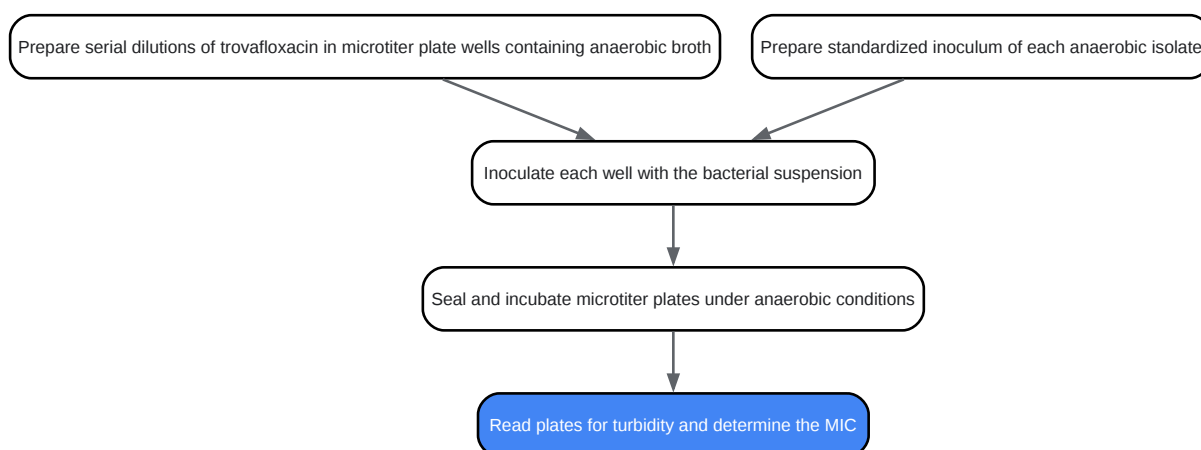 Prepare serial dilutions of trovafloxacin in microtiter plate wells containing anaerobic broth
Prepare standardized inoculum of each anaerobic isolate
Inoculate each well with the bacterial suspension
Seal and incubate microtiter plates under anaerobic conditions
Read plates for turbidity and determine the MIC